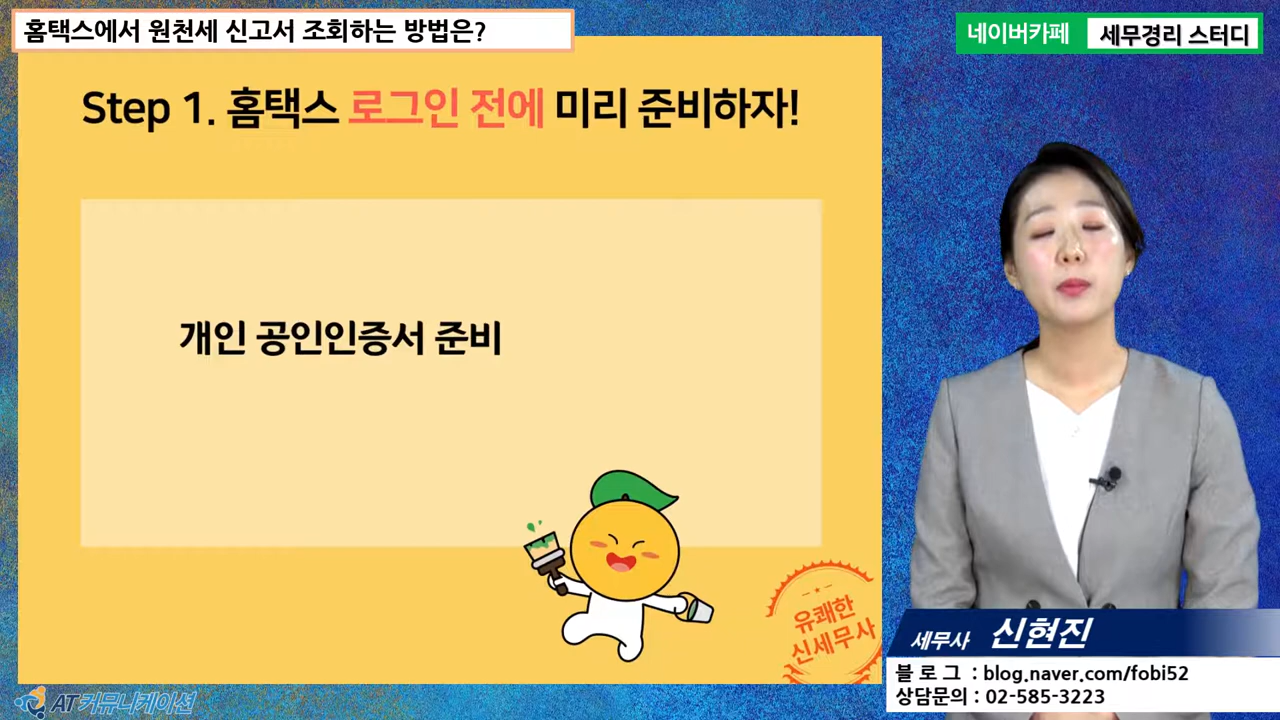 홈택스에서 원천세 신고서 조회하는 방법은?
네이버카페 세무경리 스터디
Step 1. 홈택스 로그인 전에 미리 준비하자!
개인 공인인증서 준비
유쾌한
신세무사
세무사 신현진
블로그 : blog.naver.com/fobi52
상담문의 : 02-585-3223
AT커뮤니케이션